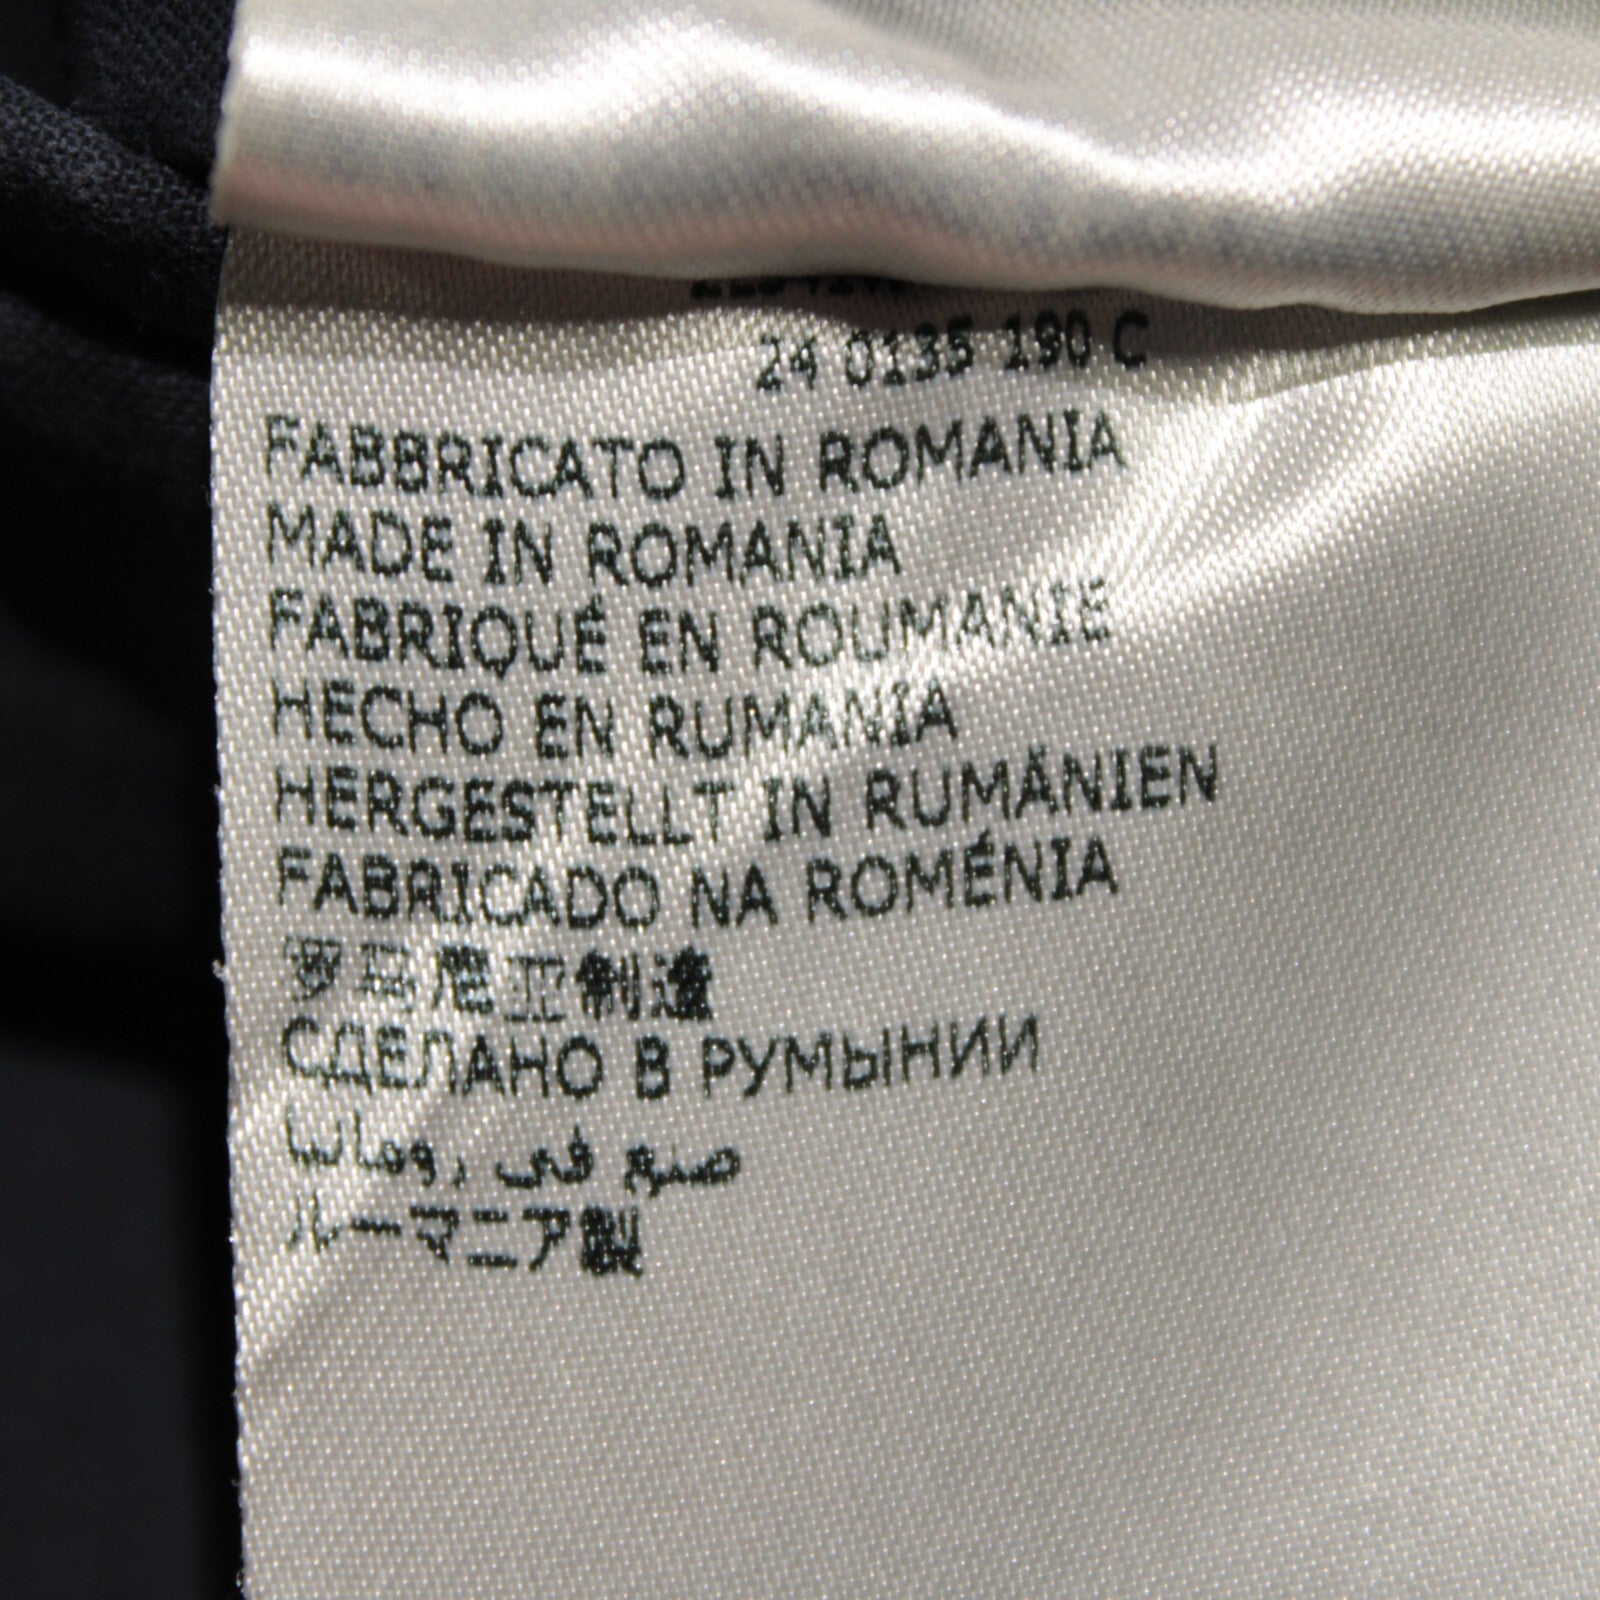 24 0135 190 C
FABBRICATO IN ROMANIA
MADE IN ROMANIA
FABRIQUÉ EN ROUMANIE
HECHO EN RUMANIA
HERGESTELLT IN RUMÄNIEN
FABRICADO NA ROMÉNIA
罗马尼亚制造
СДЕЛАНО В РУМЫНИИ
صنع في رومانيا
ルーマニア製